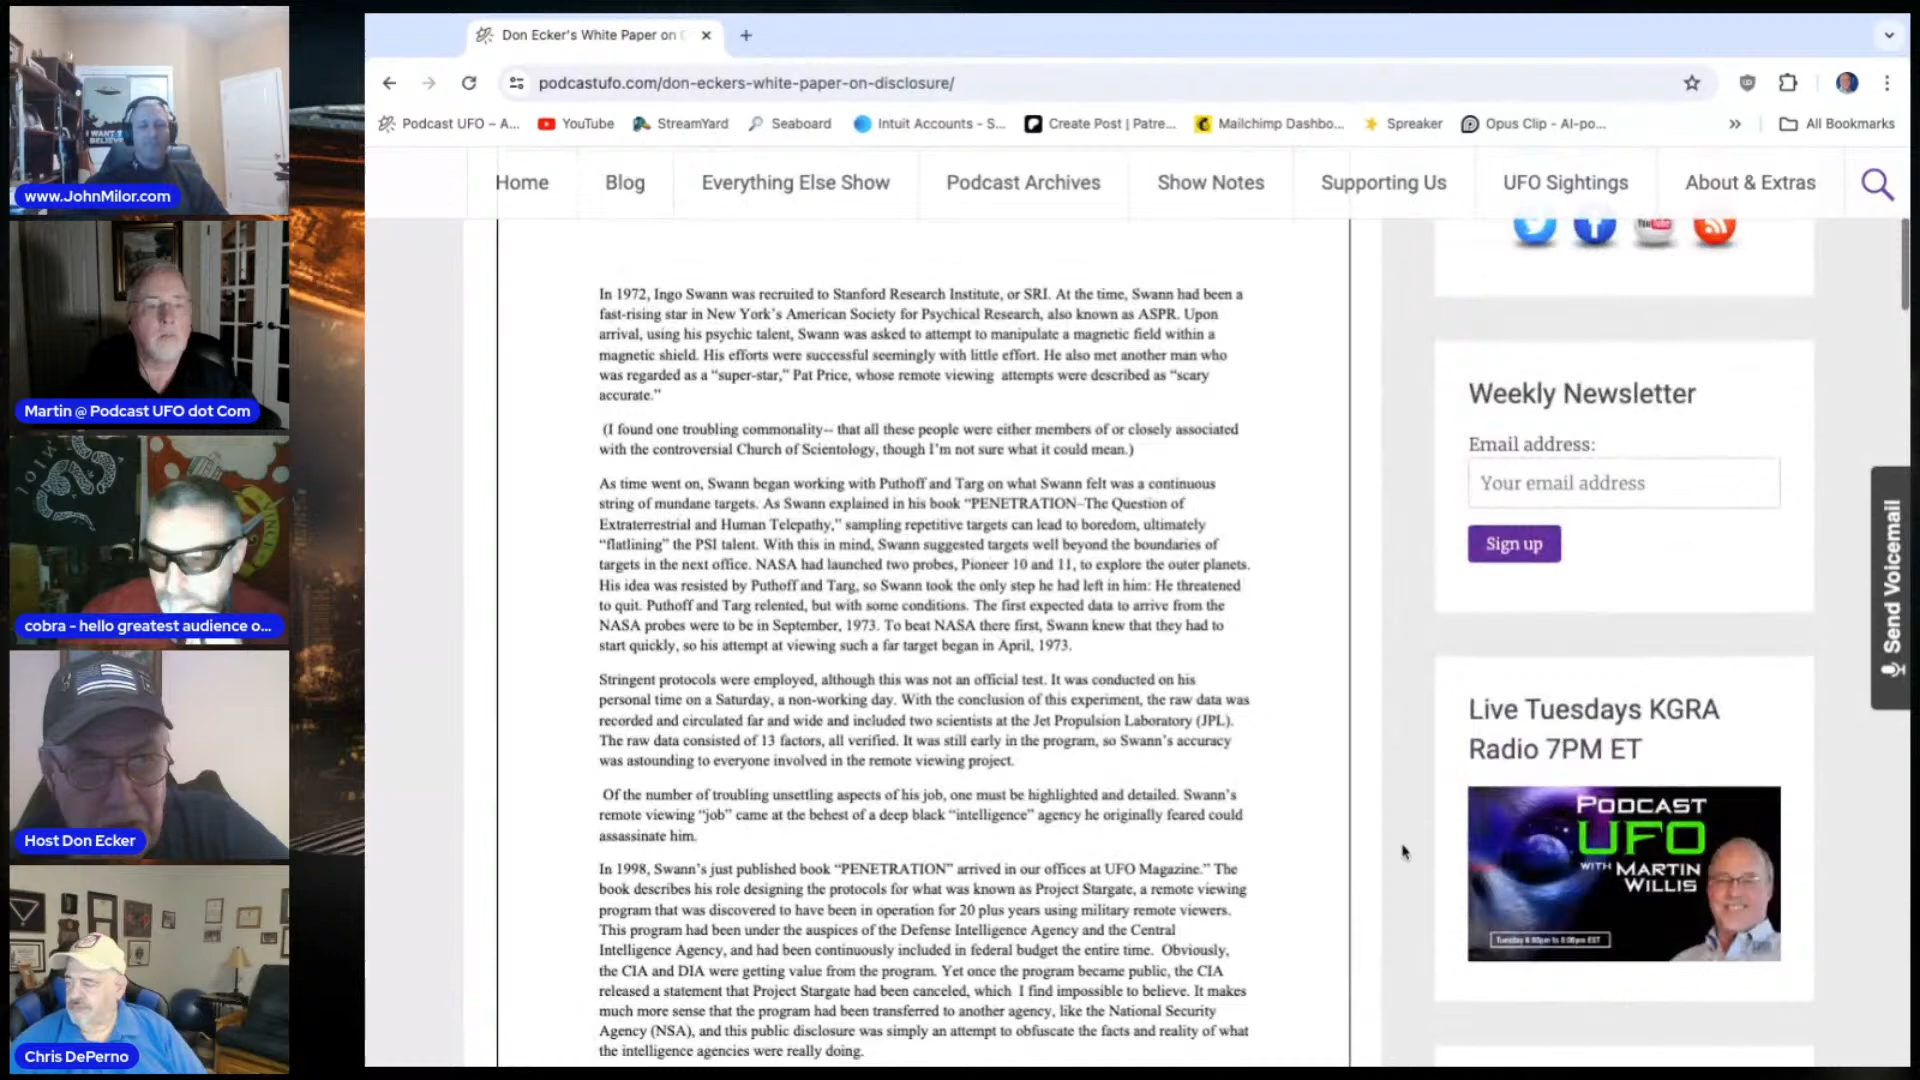 Don Ecker's White Paper on
podcastufo.com/don-eckers-white-paper-on-disclosure/
Podcast UFO – A...
YouTube
StreamYard
Seaboard
Intuit Accounts - S...
Create Post | Patre...
Mailchimp Dashbo...
Spreaker
Opus Clip - AI-po...
»
All Bookmarks
Home
Blog
Everything Else Show
Podcast Archives
Show Notes
Supporting Us
UFO Sightings
About & Extras
I WANT
BELIEVE
www.JohnMilor.com
Martin @ Podcast UFO dot Com
cobra - hello greatest audience o...
Host Don Ecker
Chris DePerno
In 1972, Ingo Swann was recruited to Stanford Research Institute, or SRI. At the time, Swann had been a
fast-rising star in New York's American Society for Psychical Research, also known as ASPR. Upon
arrival, using his psychic talent, Swann was asked to attempt to manipulate a magnetic field within a
magnetic shield. His efforts were successful seemingly with little effort. He also met another man who
was regarded as a “super-star,” Pat Price, whose remote viewing attempts were described as “scary
accurate.”
(I found one troubling commonality-- that all these people were either members of or closely associated
with the controversial Church of Scientology, though I'm not sure what it could mean.)
As time went on, Swann began working with Puthoff and Targ on what Swann felt was a continuous
string of mundane targets. As Swann explained in his book “PENETRATION–The Question of
Extraterrestrial and Human Telepathy,” sampling repetitive targets can lead to boredom, ultimately
“flatlining” the PSI talent. With this in mind, Swann suggested targets well beyond the boundaries of
targets in the next office. NASA had launched two probes, Pioneer 10 and 11, to explore the outer planets.
His idea was resisted by Puthoff and Targ, so Swann took the only step he had left in him: He threatened
to quit. Puthoff and Targ relented, but with some conditions. The first expected data to arrive from the
NASA probes were to be in September, 1973. To beat NASA there first, Swann knew that they had to
start quickly, so his attempt at viewing such a far target began in April, 1973.
Stringent protocols were employed, although this was not an official test. It was conducted on his
personal time on a Saturday, a non-working day. With the conclusion of this experiment, the raw data was
recorded and circulated far and wide and included two scientists at the Jet Propulsion Laboratory (JPL).
The raw data consisted of 13 factors, all verified. It was still early in the program, so Swann's accuracy
was astounding to everyone involved in the remote viewing project.
Of the number of troubling unsettling aspects of his job, one must be highlighted and detailed. Swann's
remote viewing “job” came at the behest of a deep black “intelligence” agency he originally feared could
assassinate him.
In 1998, Swann's just published book “PENETRATION” arrived in our offices at UFO Magazine.” The
book describes his role designing the protocols for what was known as Project Stargate, a remote viewing
program that was discovered to have been in operation for 20 plus years using military remote viewers.
This program had been under the auspices of the Defense Intelligence Agency and the Central
Intelligence Agency, and had been continuously included in federal budget the entire time. Obviously,
the CIA and DIA were getting value from the program. Yet once the program became public, the CIA
released a statement that Project Stargate had been canceled, which I find impossible to believe. It makes
much more sense that the program had been transferred to another agency, like the National Security
Agency (NSA), and this public disclosure was simply an attempt to obfuscate the facts and reality of what
the intelligence agencies were really doing.
Weekly Newsletter
Email address:
Your email address
Sign up
Live Tuesdays KGRA
Radio 7PM ET
PODCAST
UFO
WITH MARTIN
WILLIS
Send Voicemail